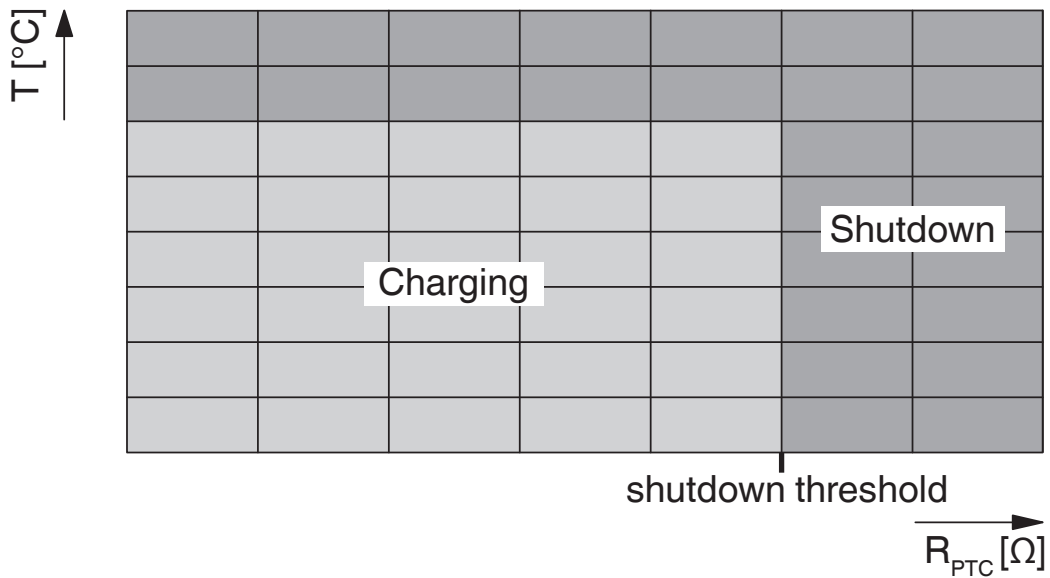 T [°C]
Shutdown
Charging
shutdown threshold
R_PTC [Ω]